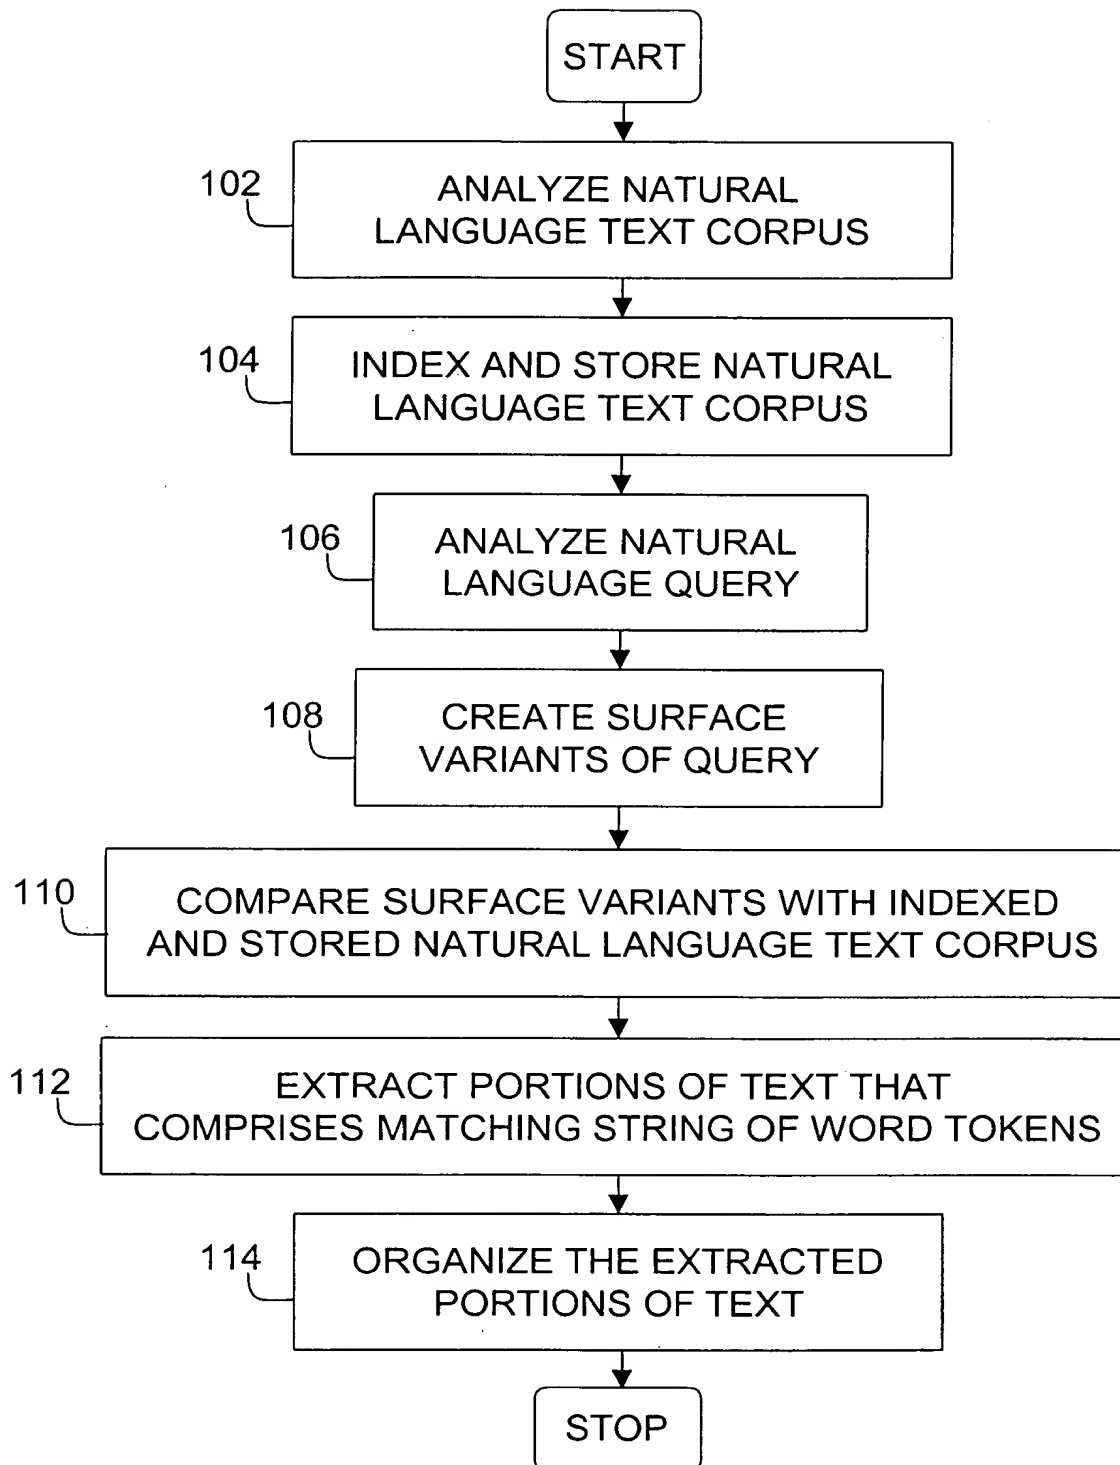 START
102
ANALYZE NATURAL
LANGUAGE TEXT CORPUS
104
INDEX AND STORE NATURAL
LANGUAGE TEXT CORPUS
106
ANALYZE NATURAL
LANGUAGE QUERY
108
CREATE SURFACE
VARIANTS OF QUERY
110
COMPARE SURFACE VARIANTS WITH INDEXED
AND STORED NATURAL LANGUAGE TEXT CORPUS
112
EXTRACT PORTIONS OF TEXT THAT
COMPRISES MATCHING STRING OF WORD TOKENS
114
ORGANIZE THE EXTRACTED
PORTIONS OF TEXT
STOP